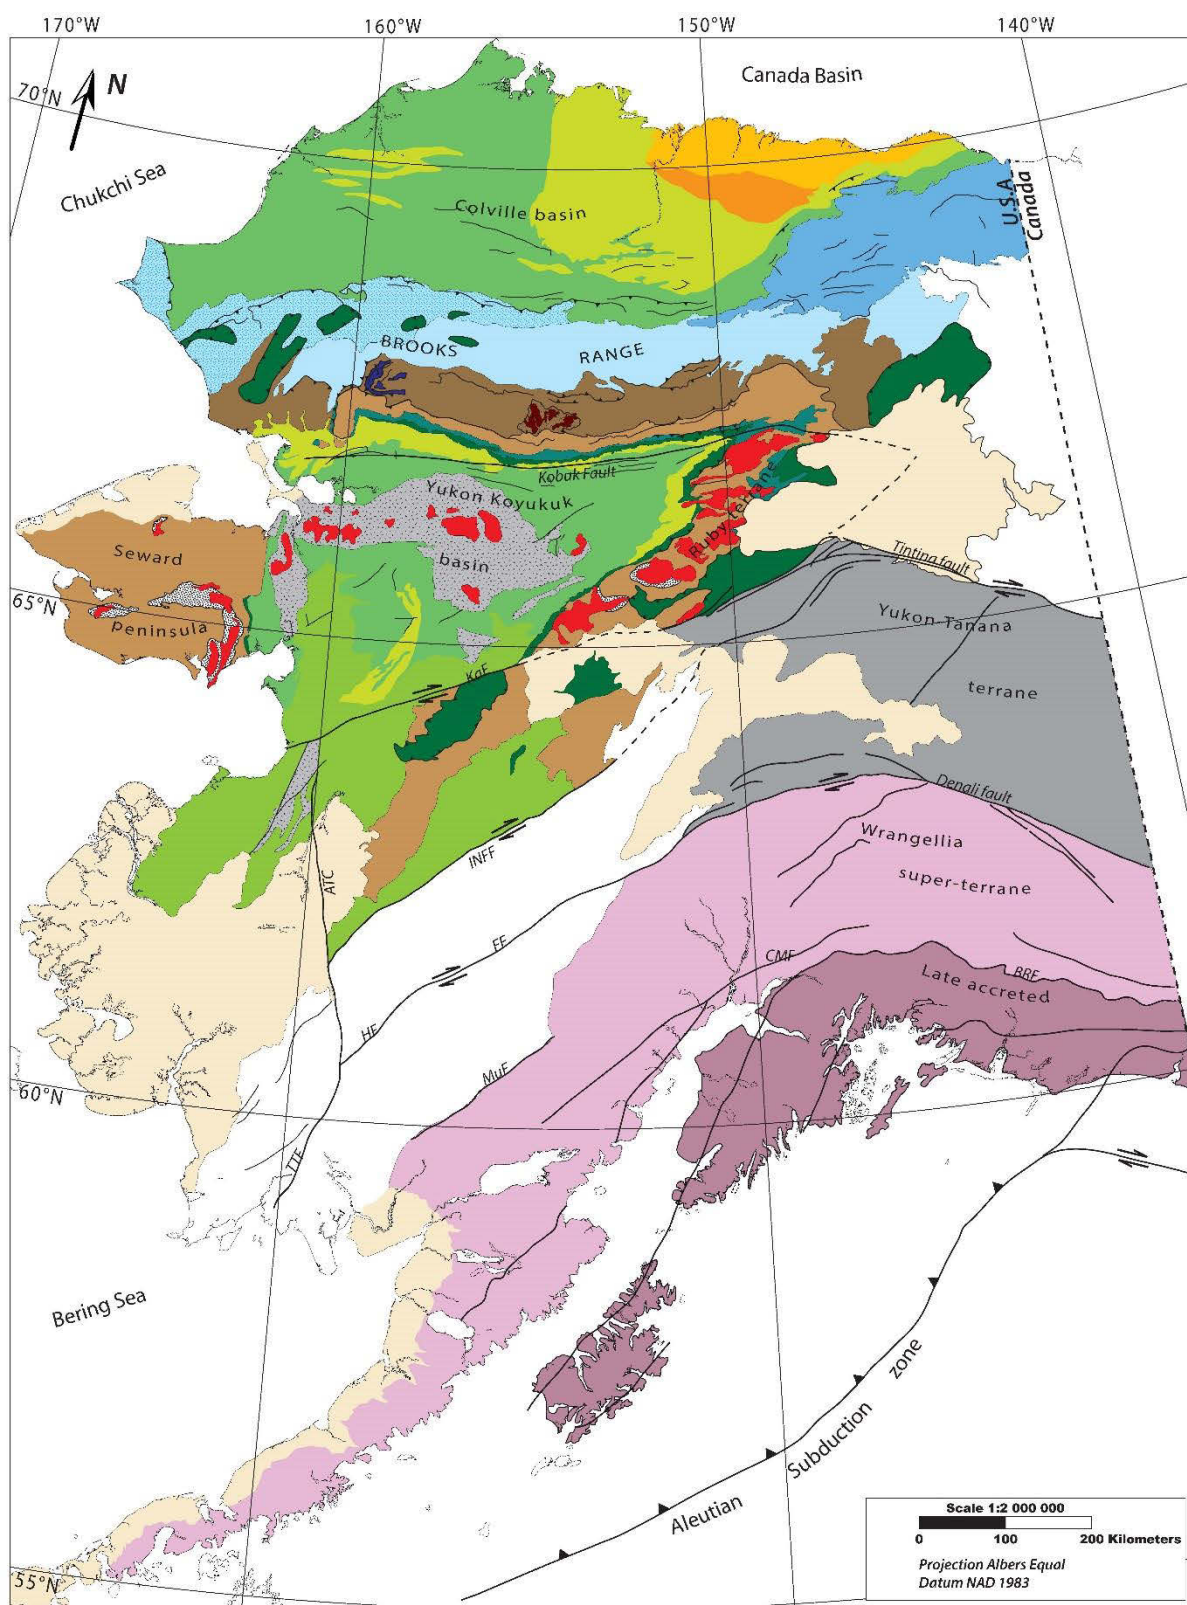 170°W
160°W
150°W
140°W
70°N
N
Canada Basin
Chukchi Sea
U.S.A
Canada
Colville basin
BROOKS
RANGE
Kobuk Fault
Yukon Koyukuk
basin
Ruby terrane
Seward
peninsula
65°N
Tintina fault
Yukon-Tanana
terrane
KaF
Denali fault
Wrangellia
super-terrane
INFF
ATC
FF
CMF
BRF
Late accreted
HF
MuF
60°N
TTF
Bering Sea
Aleutian
Subduction
zone
55°N
Scale 1:2 000 000
0 100 200 Kilometers
Projection Albers Equal
Datum NAD 1983